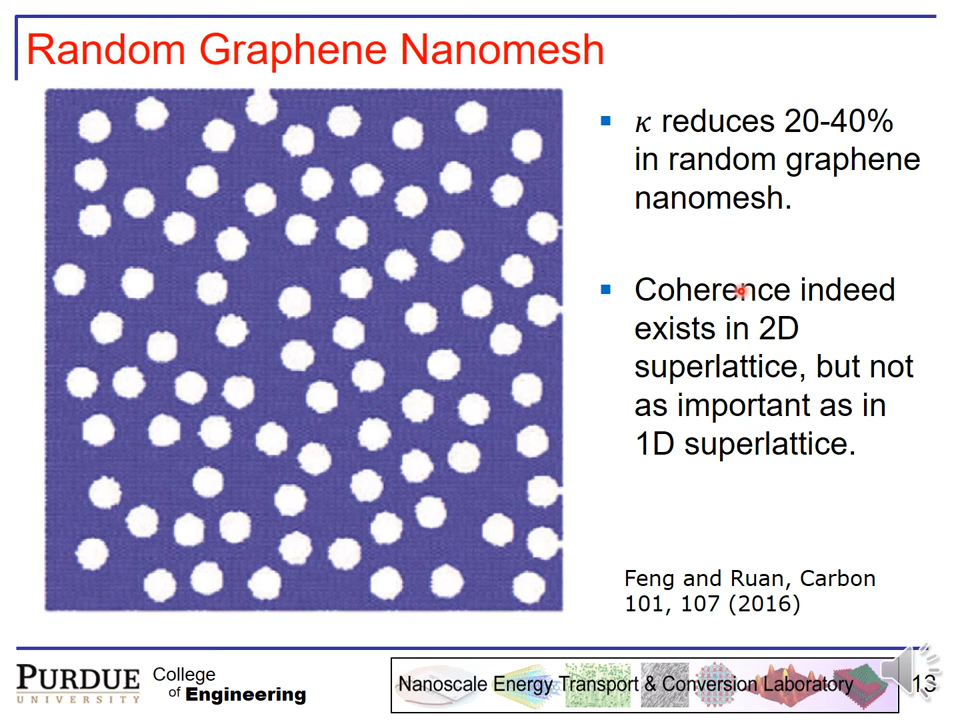 Random Graphene Nanomesh
▪ 𝜅 reduces 20-40%
in random graphene
nanomesh.
▪ Coherence indeed
exists in 2D
superlattice, but not
as important as in
1D superlattice.
Feng and Ruan, Carbon
101, 107 (2016)
PURDUE
UNIVERSITY
College
of Engineering
Nanoscale Energy Transport & Conversion Laboratory
13